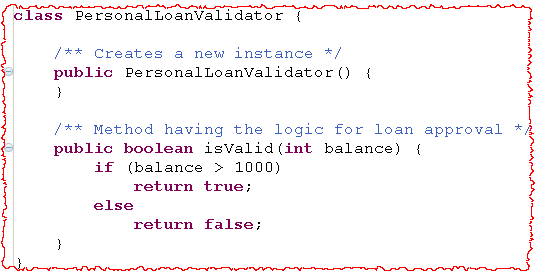 class PersonalLoanValidator {
/** Creates a new instance */
public PersonalLoanValidator() {
}
/** Method having the logic for loan approval */
public boolean isValid(int balance) {
if (balance > 1000)
return true;
else
return false;
}
}